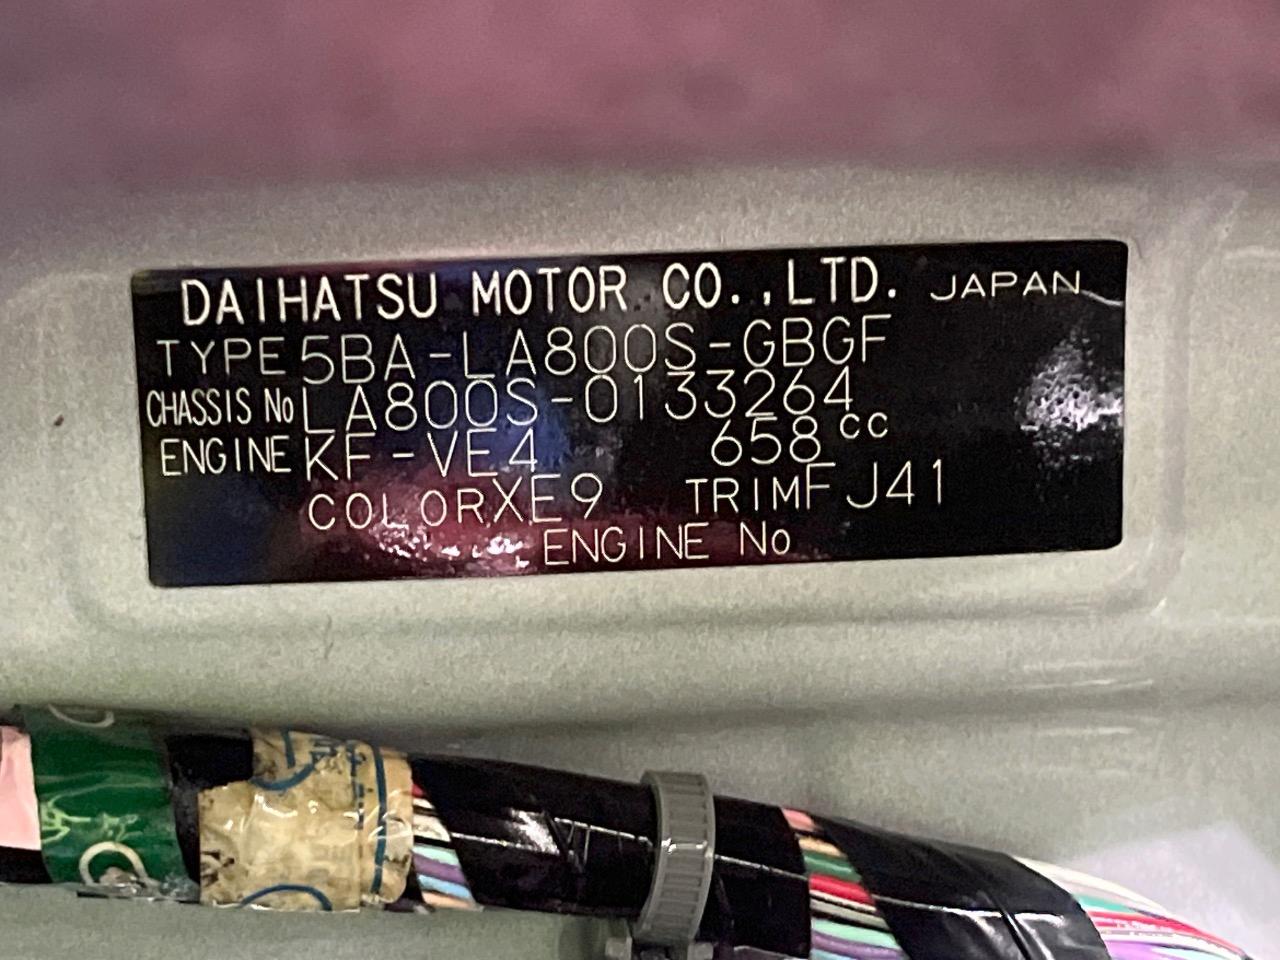 DAIHATSU MOTOR CO.,LTD. JAPAN
TYPE 5BA-LA800S-GBGF
CHASSIS No LA800S-0133264
ENGINE KF-VE4 658cc
COLOR XE9 TRIM FJ41
ENGINE No